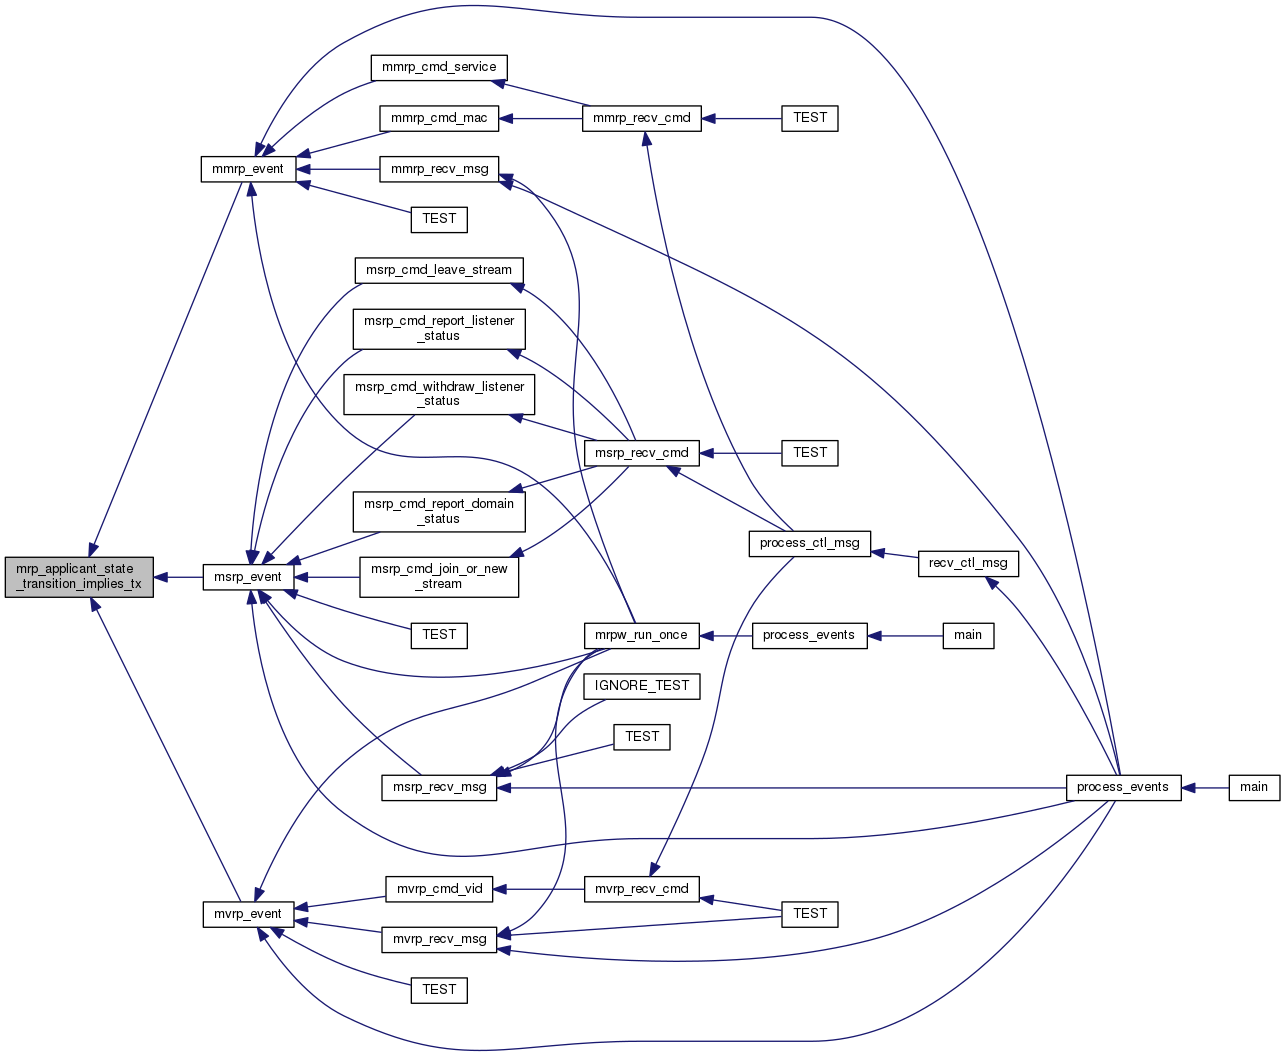 mmrp_cmd_service
mmrp_cmd_mac
mmrp_recv_cmd
TEST
mmrp_event
mmrp_recv_msg
TEST
msrp_cmd_leave_stream
msrp_cmd_report_listener
_status
msrp_cmd_withdraw_listener
_status
msrp_recv_cmd
TEST
msrp_cmd_report_domain
_status
process_ctl_msg
mrp_applicant_state
_transition_implies_tx
msrp_event
msrp_cmd_join_or_new
_stream
recv_ctl_msg
TEST
mrpw_run_once
process_events
main
IGNORE_TEST
TEST
msrp_recv_msg
process_events
main
mvrp_cmd_vid
mvrp_recv_cmd
mvrp_event
TEST
mvrp_recv_msg
TEST